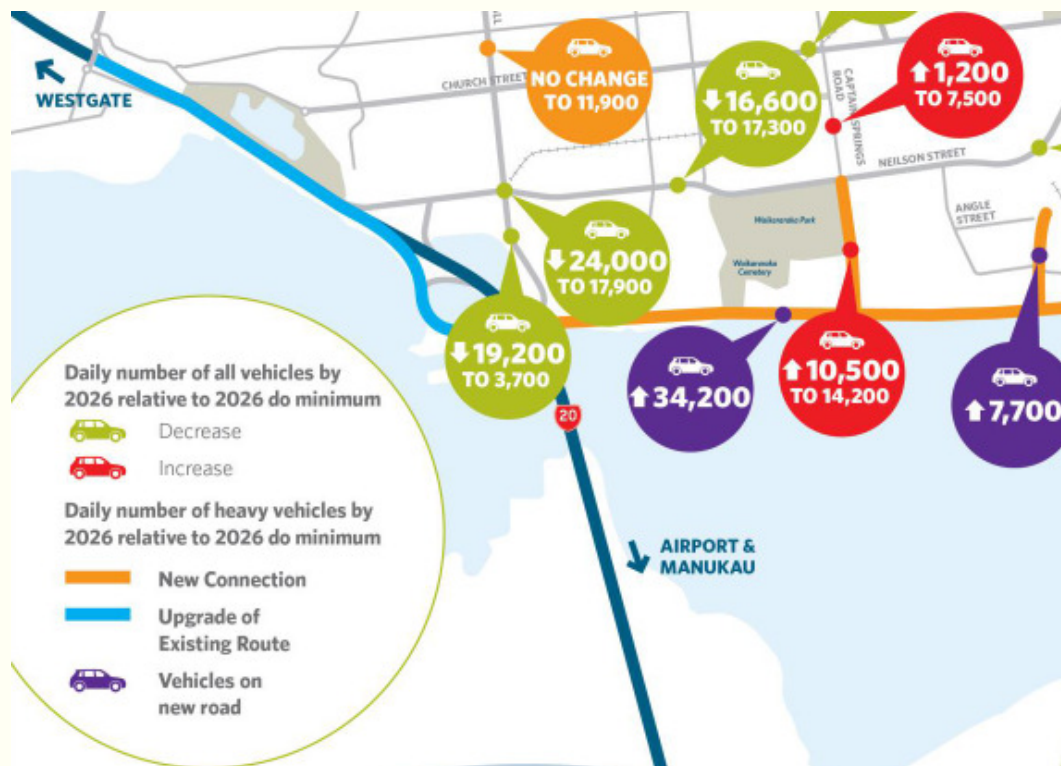 WESTGATE
CHURCH STREET
NO CHANGE
TO 11,900
⬇16,600
TO 17,300
CAPTAIN SPRINGS
ROAD
⬆1,200
TO 7,500
NEILSON STREET
ANGLE
STREET
Waikaraka Park
Waikaraka
Cemetery
⬇24,000
TO 17,900
⬇19,200
TO 3,700
⬆34,200
⬆10,500
TO 14,200
⬆7,700
20
AIRPORT &
MANUKAU
Daily number of all vehicles by
2026 relative to 2026 do minimum
Decrease
Increase
Daily number of heavy vehicles by
2026 relative to 2026 do minimum
New Connection
Upgrade of
Existing Route
Vehicles on
new road